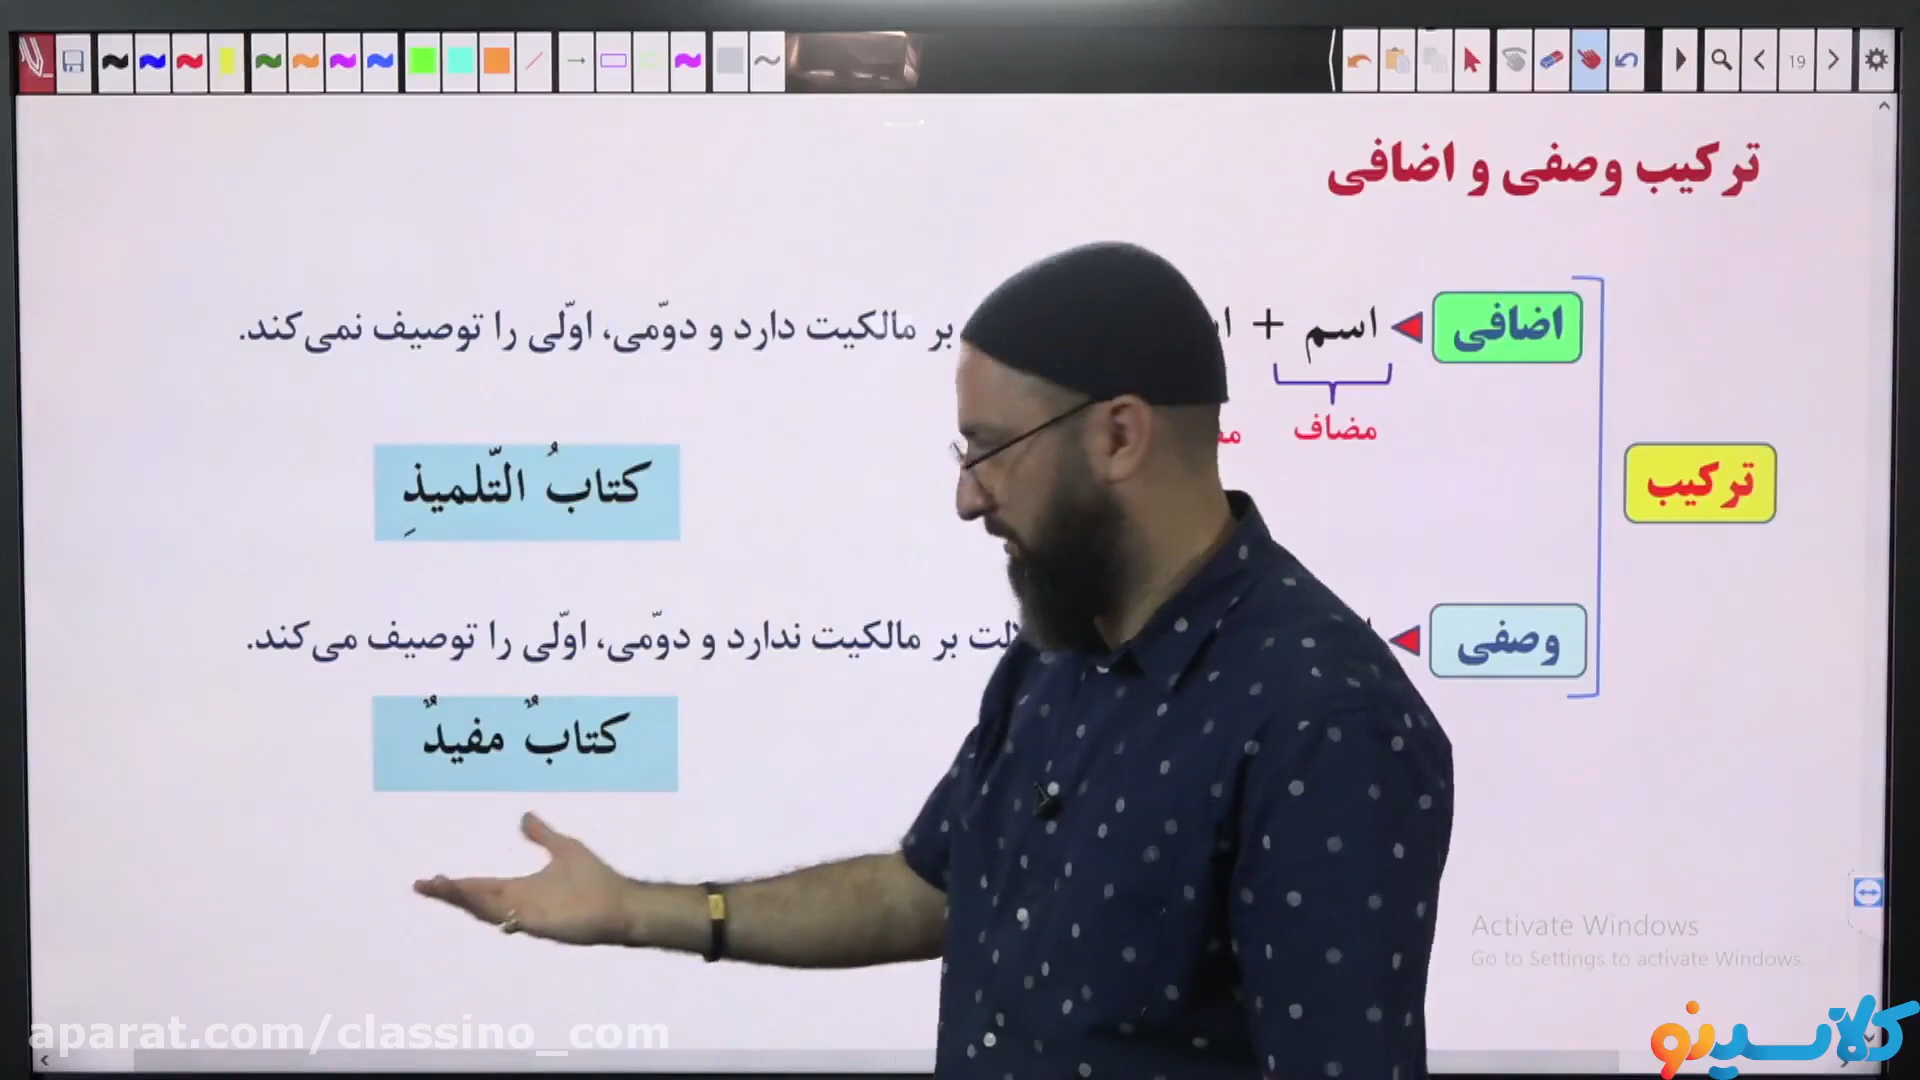 19
ترکیب وصفی و اضافی
اضافی
اسم +
بر مالکیت دارد و دوّمی، اوّلی را توصیف نمی‌کند.
مضاف
کتابُ التّلمیذِ
ترکیب
وصفی
بر مالکیت ندارد و دوّمی، اوّلی را توصیف می‌کند.
کتابٌ مفیدٌ
Activate Windows
Go to Settings to activate Windows.
aparat.com/classino_com
کلاسینو